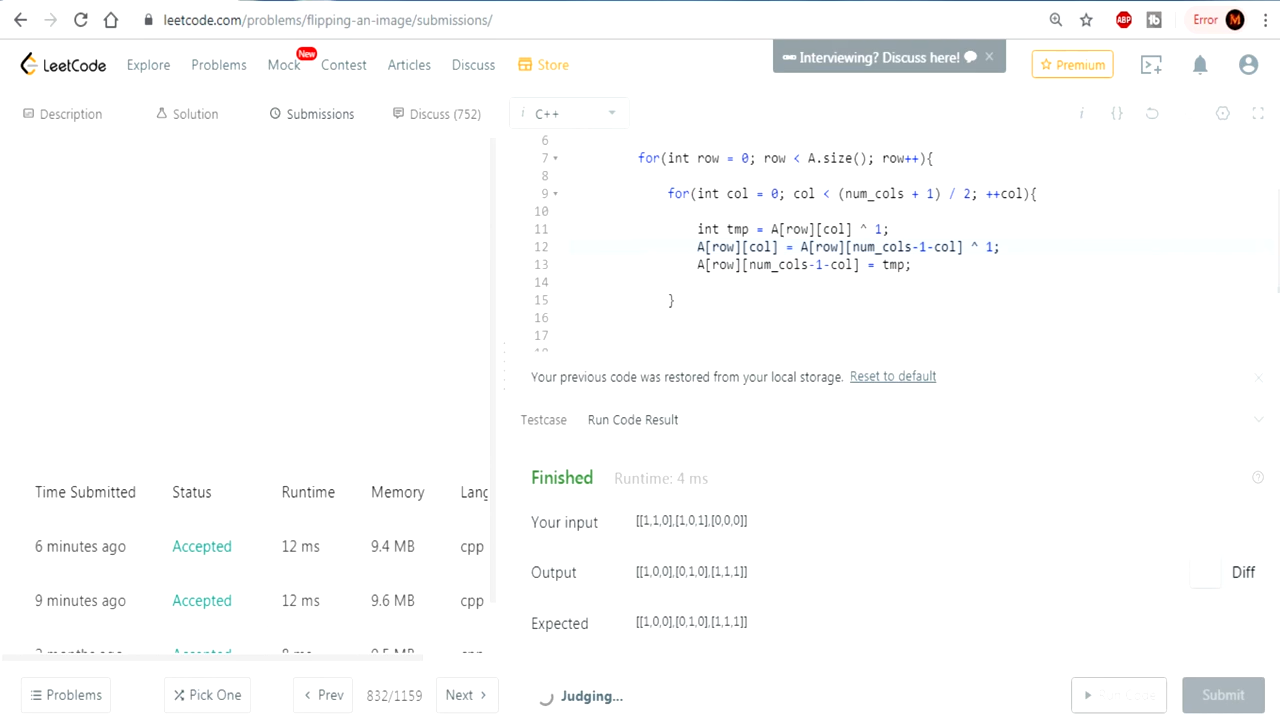 leetcode.com/problems/flipping-an-image/submissions/
ABP
Error
M
LeetCode
Explore
Problems
Mock
New
Contest
Articles
Discuss
Store
Interviewing? Discuss here!
Premium
Description
Solution
Submissions
Discuss (752)
i C++
6
7 for(int row = 0; row < A.size(); row++){
8
9 for(int col = 0; col < (num_cols + 1) / 2; ++col){
10
11 int tmp = A[row][col] ^ 1;
12 A[row][col] = A[row][num_cols-1-col] ^ 1;
13 A[row][num_cols-1-col] = tmp;
14
15 }
16
17
Your previous code was restored from your local storage. Reset to default
Testcase
Run Code Result
Finished
Runtime: 4 ms
Your input [[1,1,0],[1,0,1],[0,0,0]]
Output [[1,0,0],[0,1,0],[1,1,1]]
Diff
Expected [[1,0,0],[0,1,0],[1,1,1]]
Time Submitted Status Runtime Memory Lang
6 minutes ago Accepted 12 ms 9.4 MB cpp
9 minutes ago Accepted 12 ms 9.6 MB cpp
Problems
Pick One
Prev
832/1159
Next
Judging...
Run Code
Submit